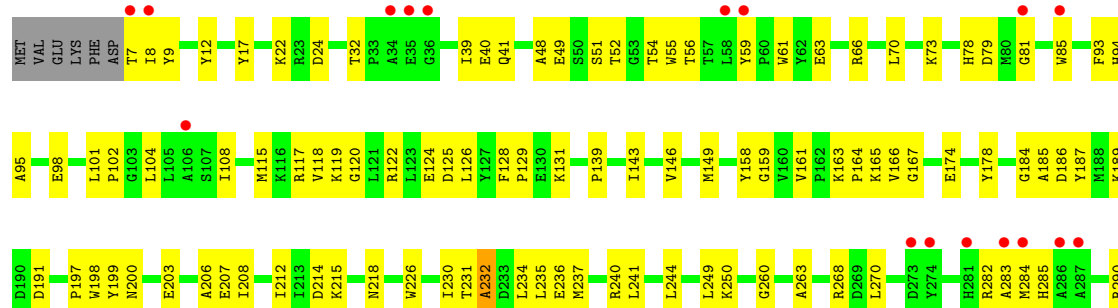 MET VAL GLU LYS PHE ASP T7 I8 Y9 Y12 Y17 K22 R23 D24 T32 P33 A34 E35 G36 I39 E40 Q41 A48 E49 S50 S51 T52 G53 T54 W55 T56 T57 L58 Y59 P60 W61 Y62 E63 R66 L70 K73 H78 D79 M80 G81 W85 F93 H94
A95 E98 L101 P102 G103 L104 L105 A106 S107 I108 M115 K116 R117 V118 K119 G120 L121 R122 L123 E124 D125 L126 Y127 F128 P129 E130 K131 P139 I143 V146 M149 Y158 G159 V160 V161 P162 K163 P164 K165 V166 G167 E174 Y178 G184 A185 D186 Y187 M188 K189
D190 D191 P197 W198 Y199 N200 E203 A206 E207 I208 I212 I213 D214 K215 N218 W226 I230 T231 A232 D233 L234 L235 E236 M237 R240 L241 L244 L249 K250 G260 A263 R268 D269 L270 D273 Y274 H281 R282 A283 M284 H285 A286 A287